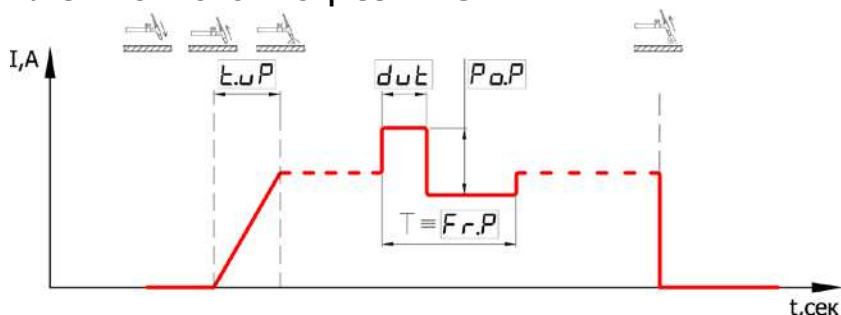 I,A
t.uP
dut
Po.P
T ≡ Fr.P
t,сек